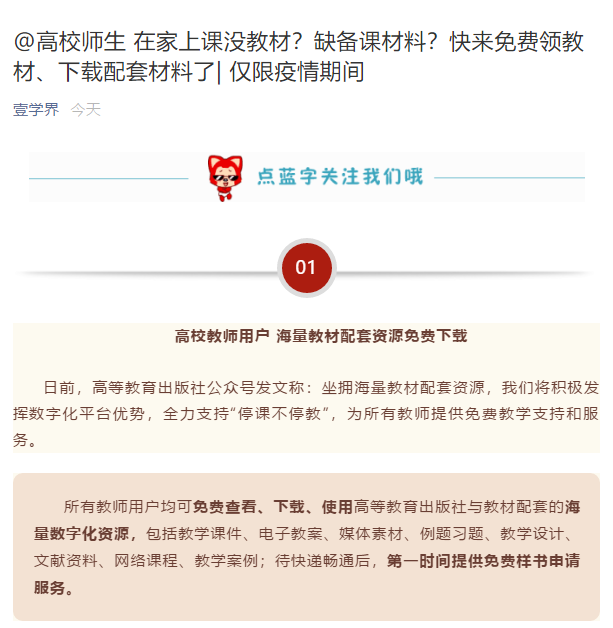 @高校师生 在家上课没教材？缺备课材料？快来免费领教
材、下载配套材料了| 仅限疫情期间
壹学界 今天
点蓝字关注我们哦
01
高校教师用户 海量教材配套资源免费下载
日前，高等教育出版社公众号发文称：坐拥海量教材配套资源，我们将积极发
挥数字化平台优势，全力支持“停课不停教”，为所有教师提供免费教学支持和服
务。
所有教师用户均可免费查看、下载、使用高等教育出版社与教材配套的海
量数字化资源，包括教学课件、电子教案、媒体素材、例题习题、教学设计、
文献资料、网络课程、教学案例；待快递畅通后，第一时间提供免费样书申请
服务。